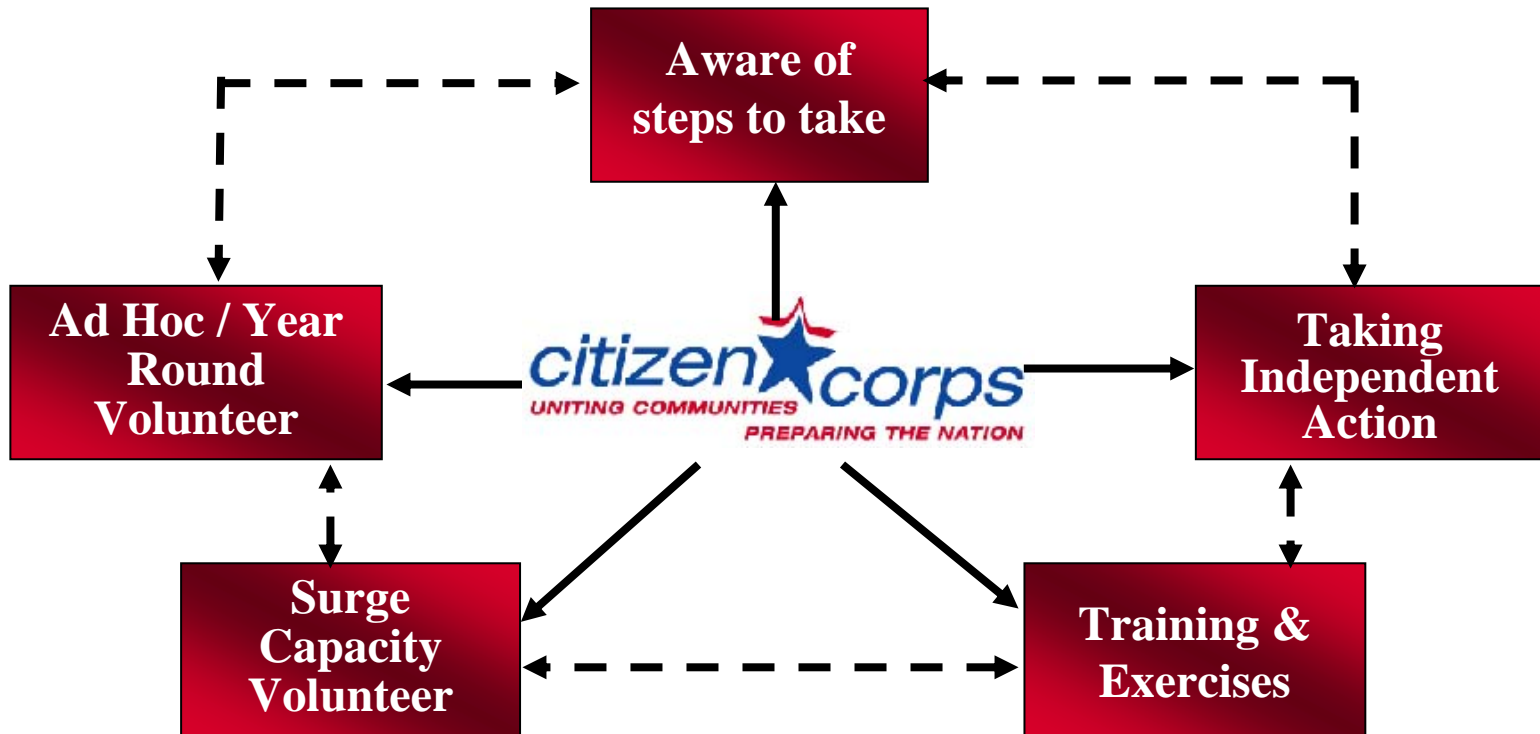 Aware of
steps to take
Ad Hoc / Year
Round
Volunteer
citizen corps
UNITING COMMUNITIES
PREPARING THE NATION
Taking
Independent
Action
Surge
Capacity
Volunteer
Training &
Exercises